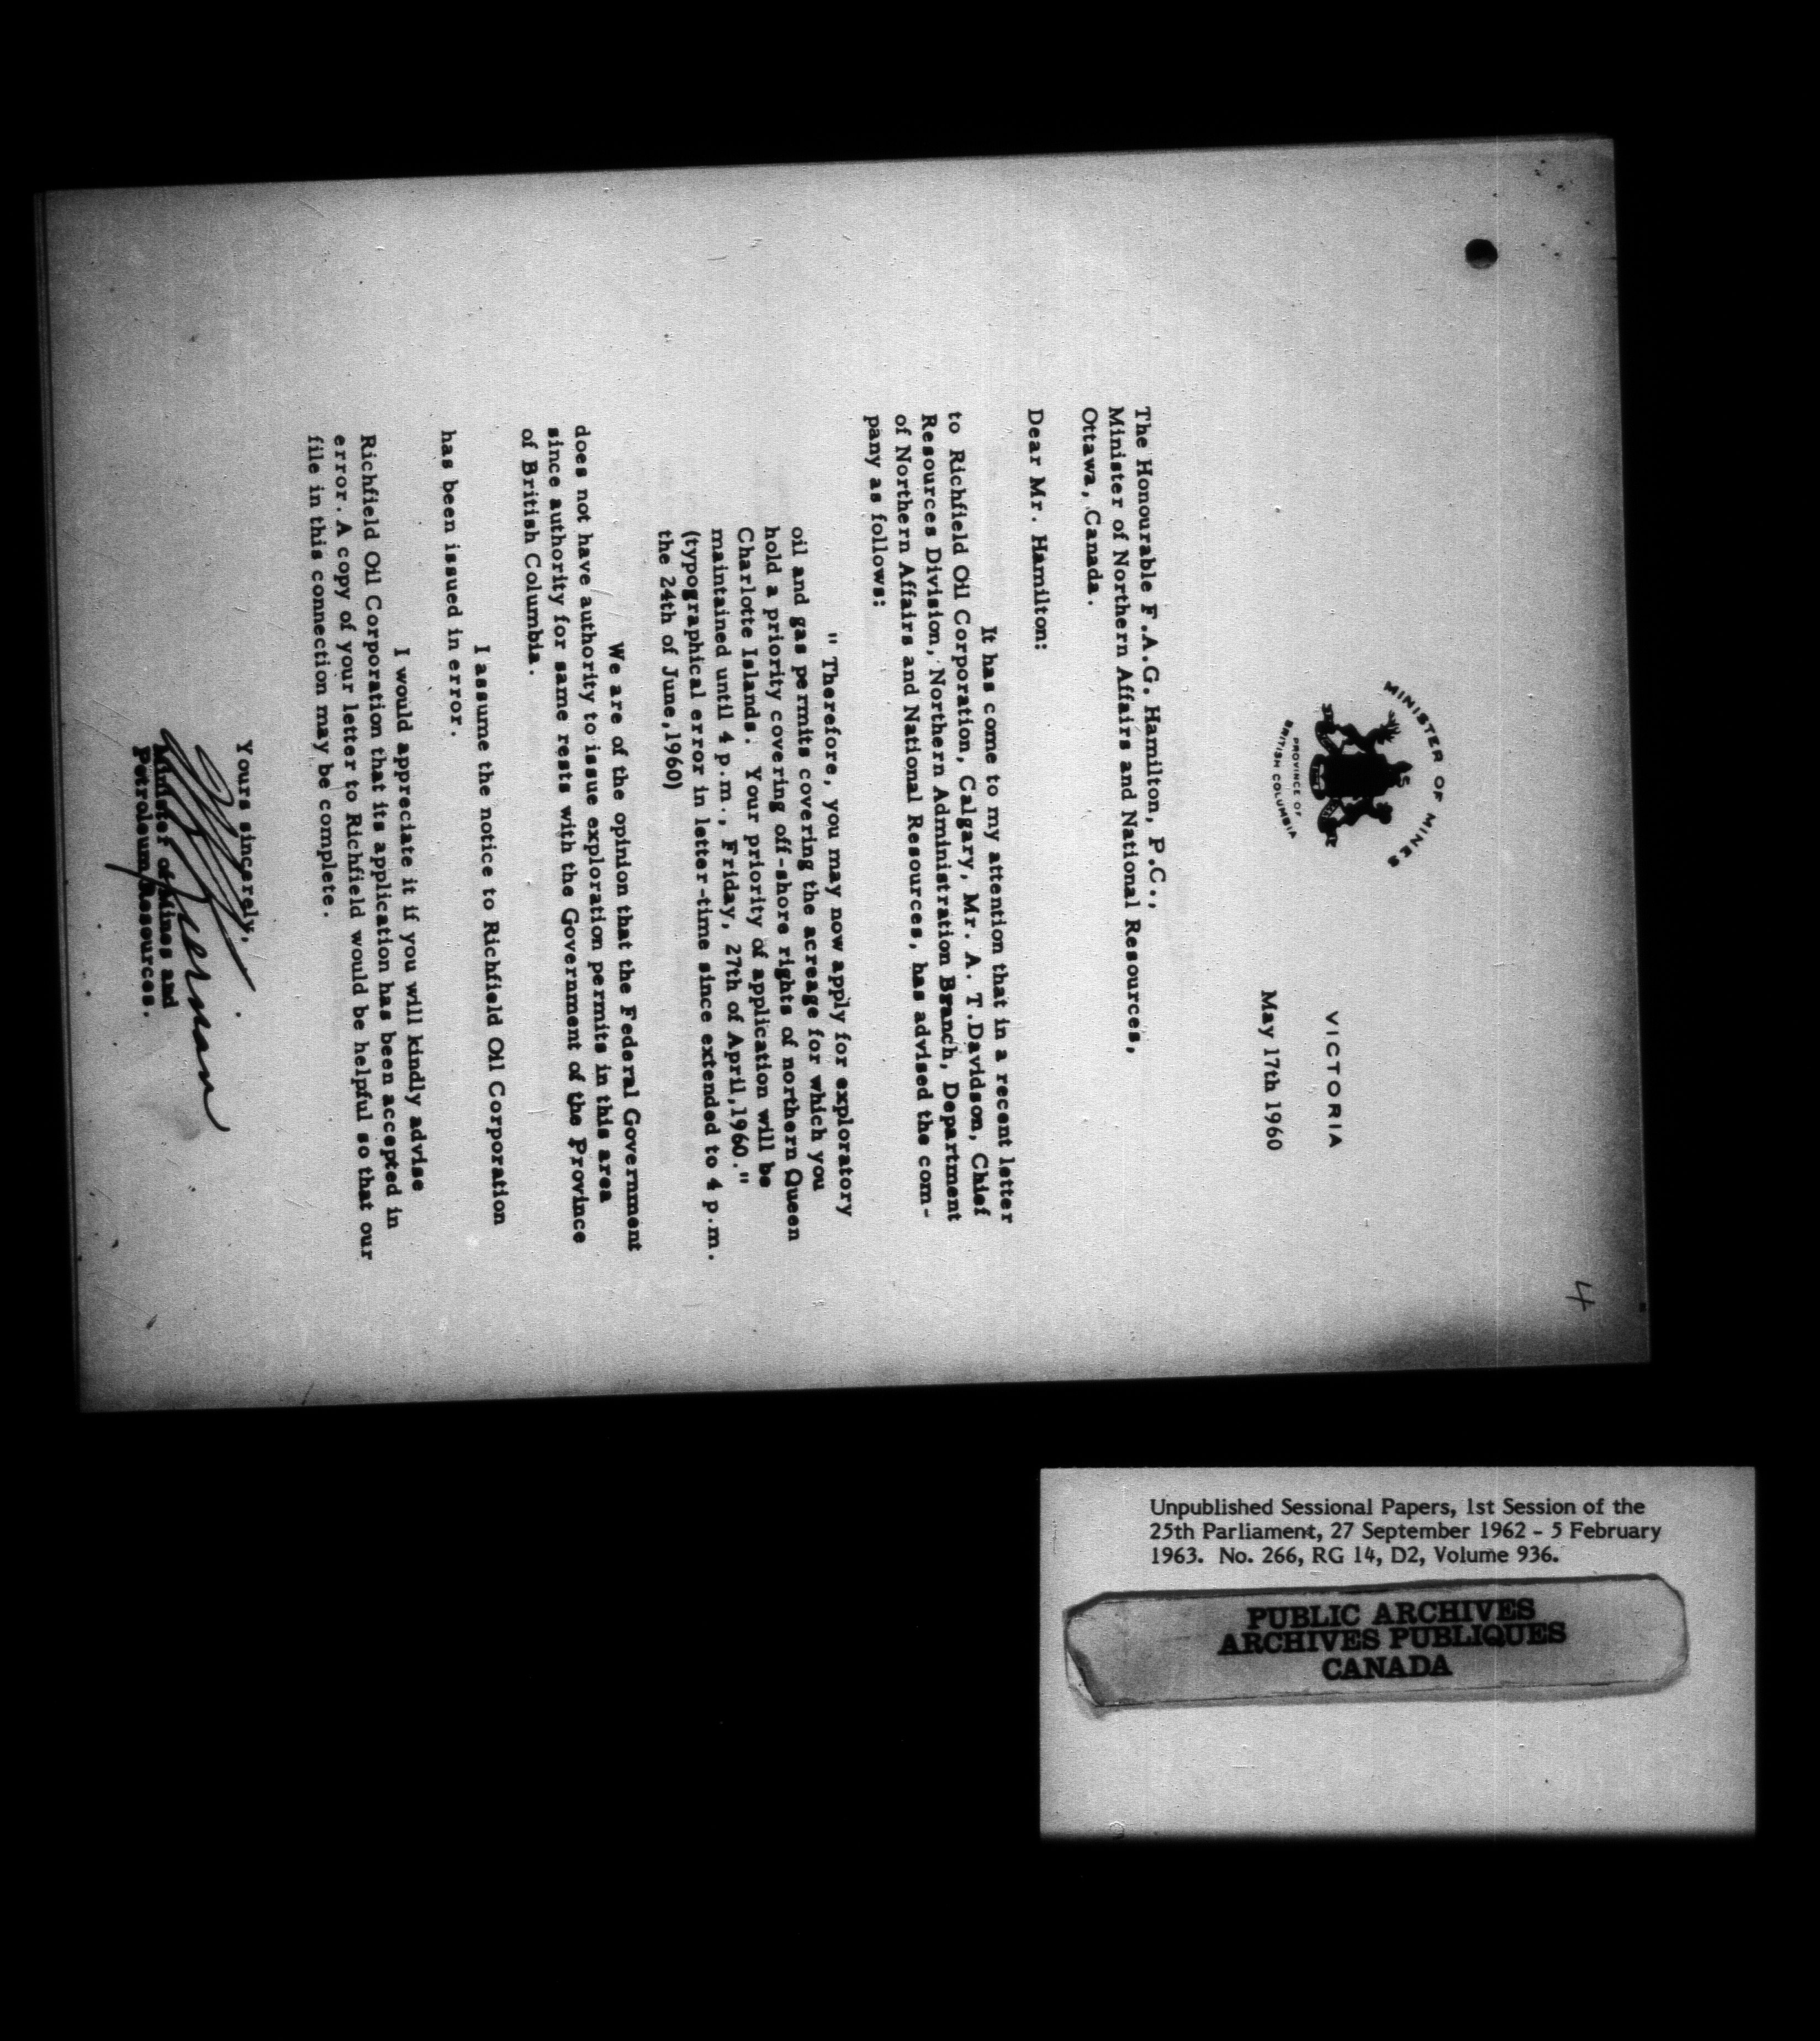 4
MINISTER OF MINES
PROVINCE OF
BRITISH COLUMBIA
VICTORIA
May 17th 1960
The Honourable F.A.G. Hamilton, P.C.,
Minister of Northern Affairs and National Resources,
Ottawa, Canada.
Dear Mr. Hamilton:
It has come to my attention that in a recent letter
to Richfield Oil Corporation, Calgary, Mr. A. T.Davidson, Chief
Resources Division, Northern Administration Branch, Department
of Northern Affairs and National Resources, has advised the com-
pany as follows:
" Therefore, you may now apply for exploratory
oil and gas permits covering the acreage for which you
hold a priority covering off-shore rights of northern Queen
Charlotte Islands. Your priority of application will be
maintained until 4 p.m., Friday, 27th of April,1960."
(typographical error in letter-time since extended to 4 p.m.
the 24th of June,1960)
We are of the opinion that the Federal Government
does not have authority to issue exploration permits in this area
since authority for same rests with the Government of the Province
of British Columbia.
I assume the notice to Richfield Oil Corporation
has been issued in error.
I would appreciate it if you will kindly advise
Richfield Oil Corporation that its application has been accepted in
error. A copy of your letter to Richfield would be helpful so that our
file in this connection may be complete.
Yours sincerely,
Minister of Mines and
Petroleum Resources.
Unpublished Sessional Papers, 1st Session of the
25th Parliament, 27 September 1962 - 5 February
1963. No. 266, RG 14, D2, Volume 936.
PUBLIC ARCHIVES
ARCHIVES PUBLIQUES
CANADA